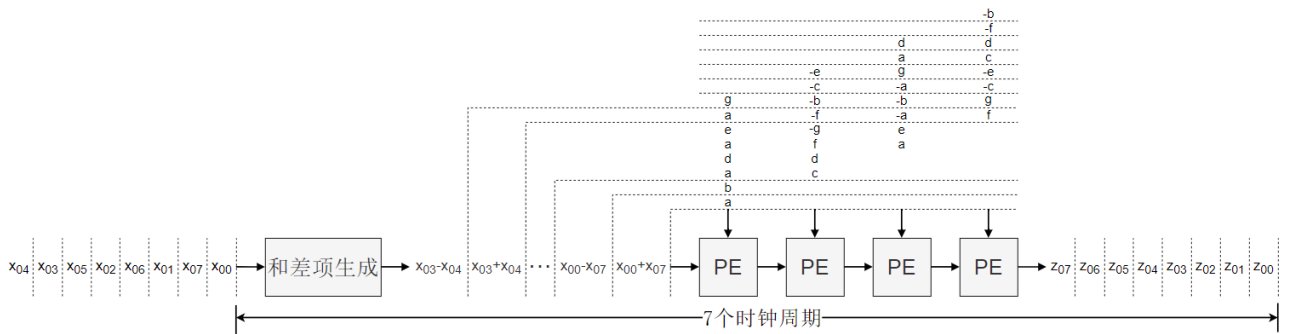 -b
-f
d d
a c
-e g -e
-c -a -c
g -b -b g
a -f -a f
e -g e
a f a
d d
a c
b
a
x₀₄ x₀₃ x₀₅ x₀₂ x₀₆ x₀₁ x₀₇ x₀₀ 和差项生成 x₀₃-x₀₄ x₀₃+x₀₄ ··· x₀₀-x₀₇ x₀₀+x₀₇ PE PE PE PE z₀₇ z₀₆ z₀₅ z₀₄ z₀₃ z₀₂ z₀₁ z₀₀
7个时钟周期